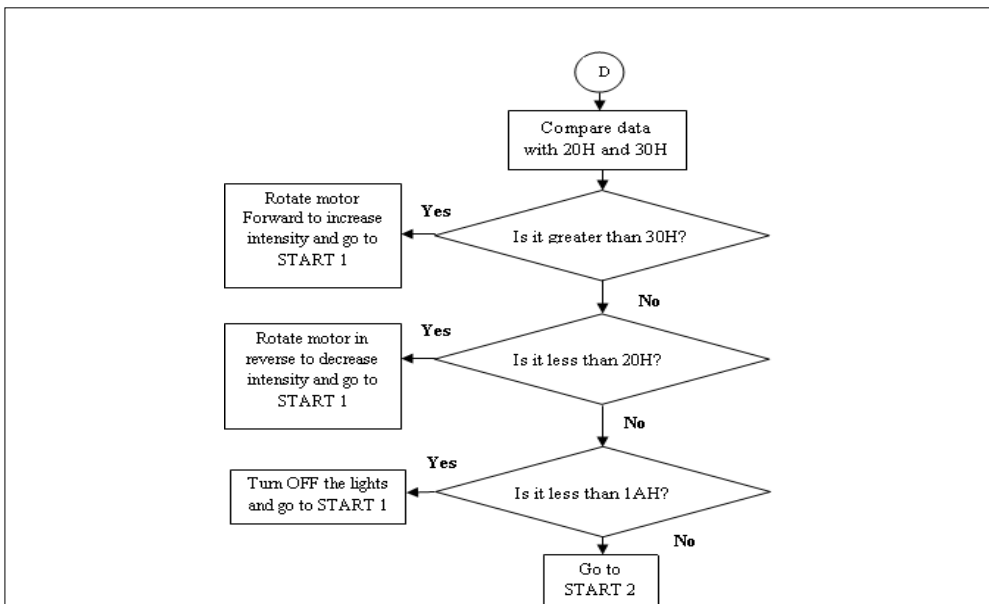 D
Compare data
with 20H and 30H
Is it greater than 30H?
Yes
Rotate motor
Forward to increase
intensity and go to
START 1
No
Is it less than 20H?
Yes
Rotate motor in
reverse to decrease
intensity and go to
START 1
No
Is it less than 1AH?
Yes
Turn OFF the lights
and go to START 1
No
Go to
START 2